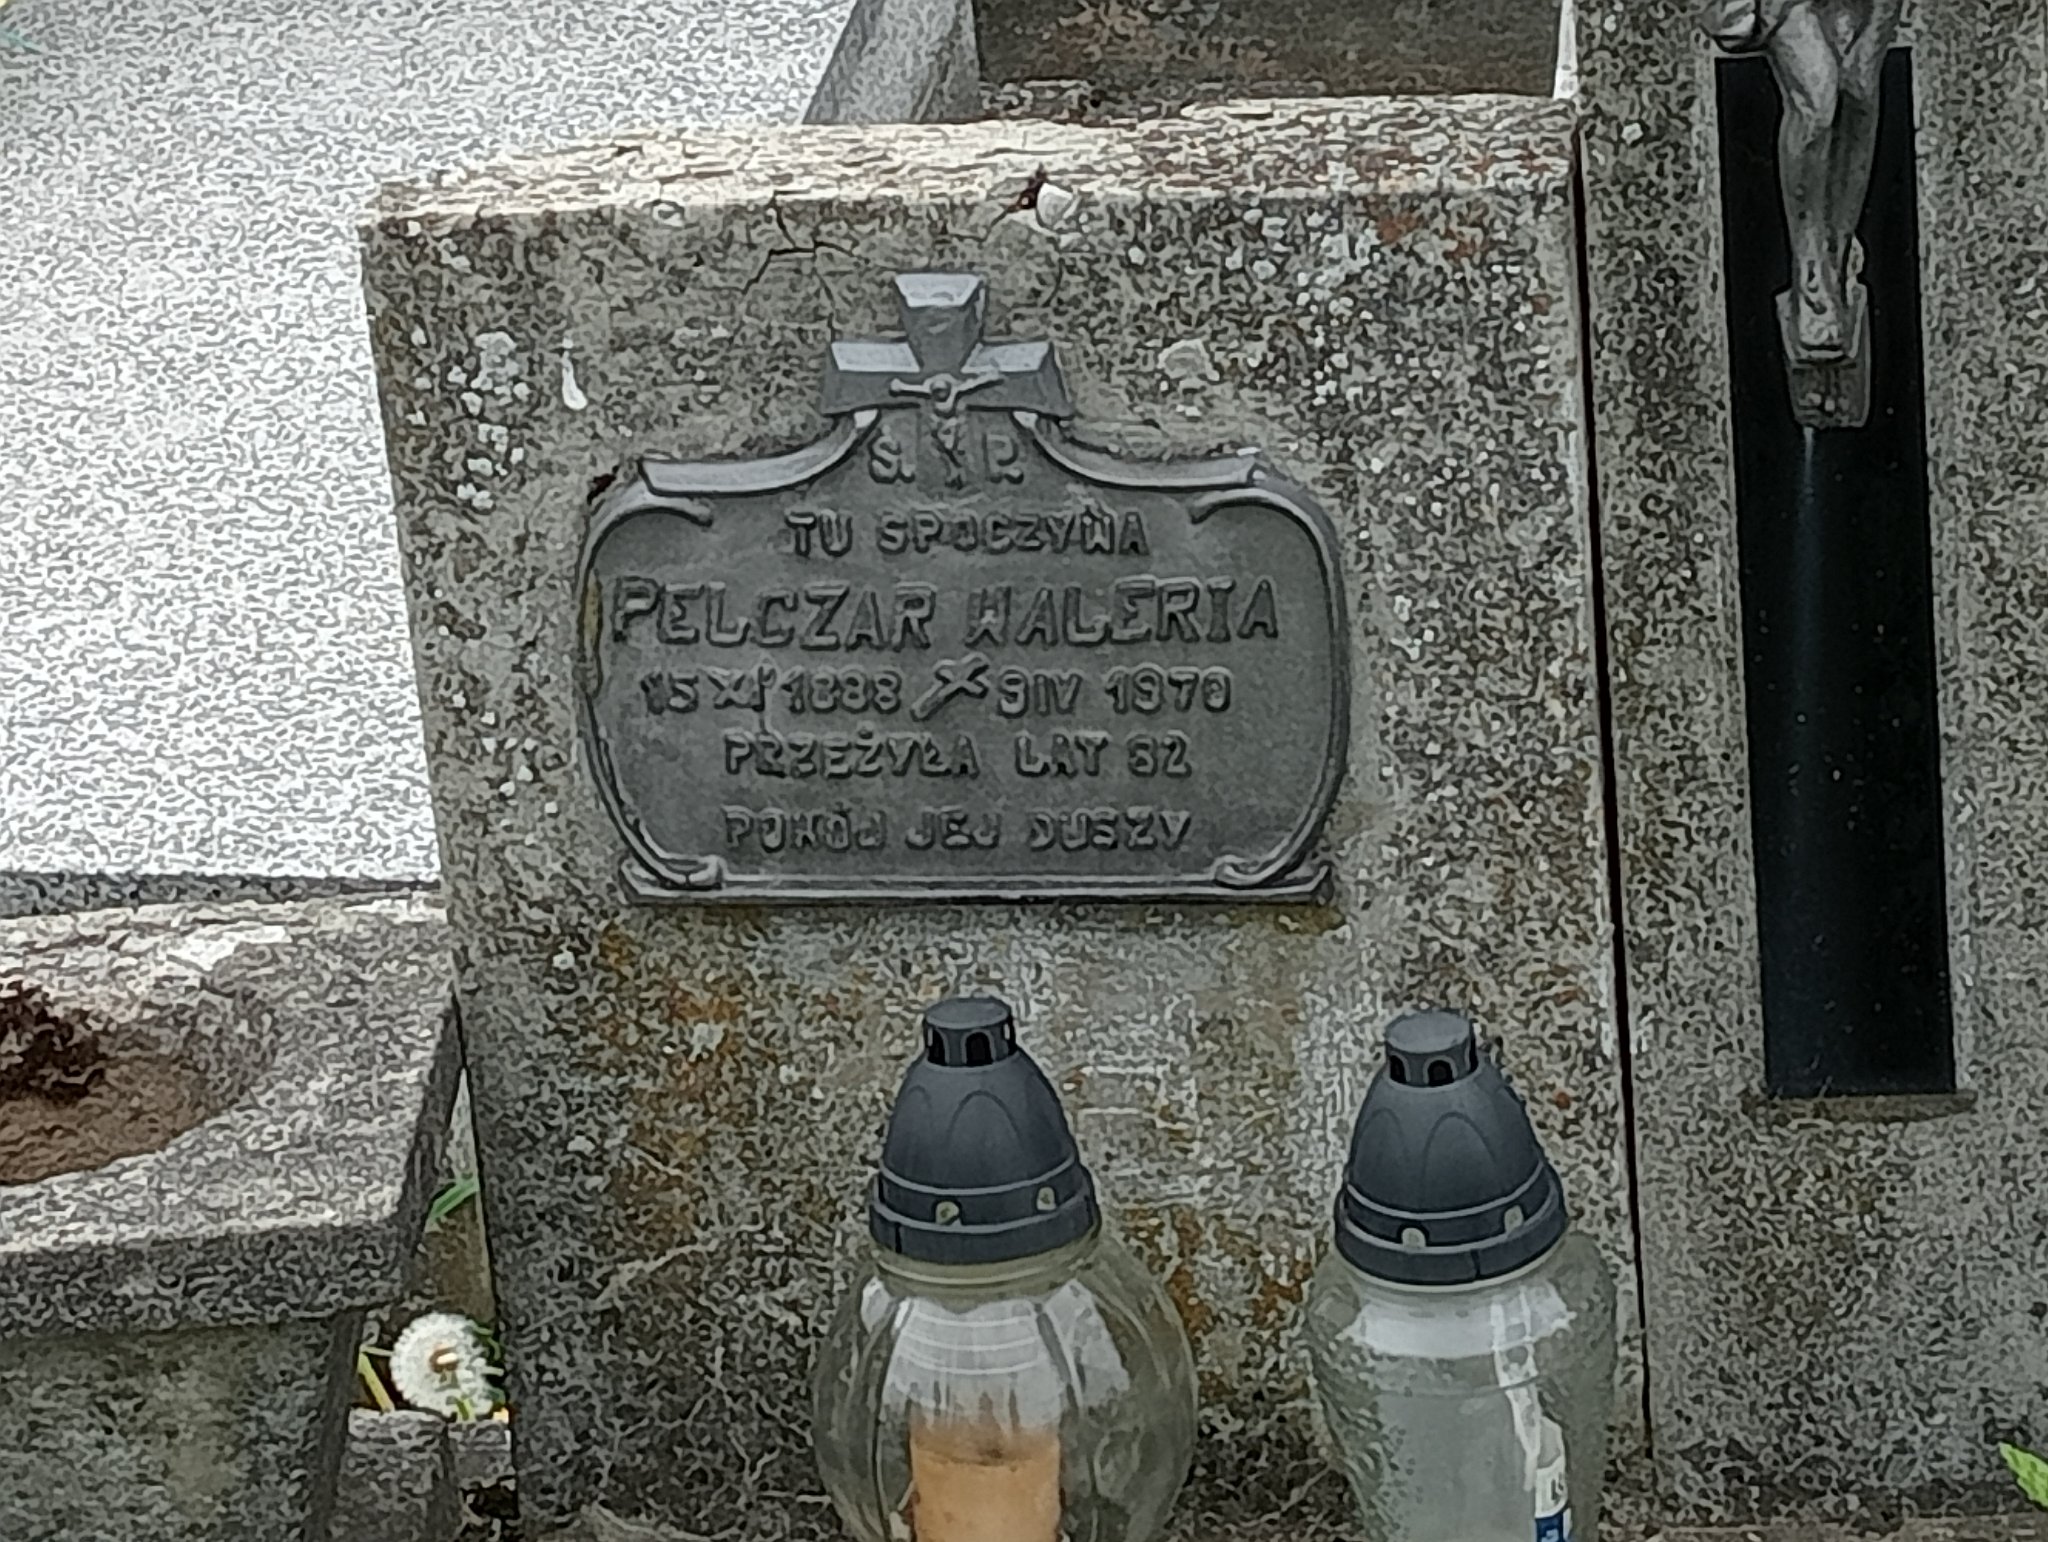 Ś. P.
TU SPOCZYWA
PELCZAR WALERIA
15 XI 1888 9 IV 1970
PRZEŻYŁA LAT 82
POKÓJ JEJ DUSZY